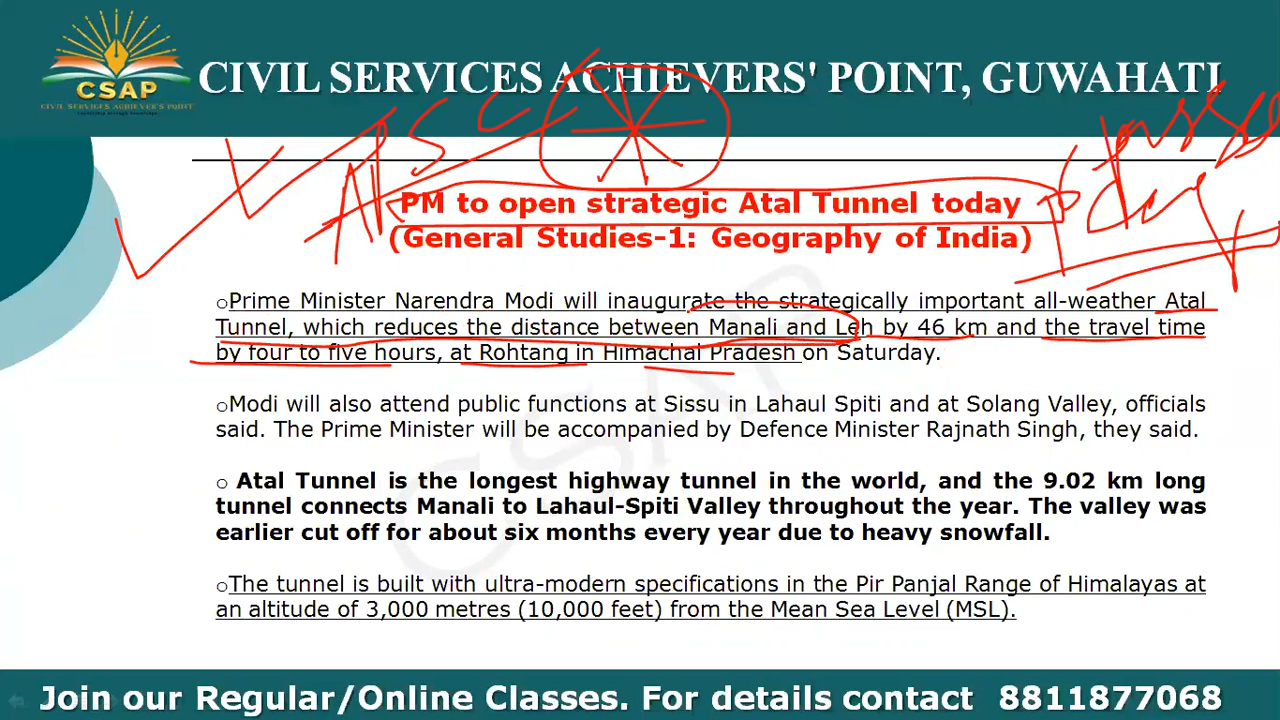 CSAP
CIVIL SERVICES ACHIEVER'S POINT
CIVIL SERVICES ACHIEVERS' POINT, GUWAHATI
APSC
PM to open strategic Atal Tunnel today
(General Studies-1: Geography of India)
oPrime Minister Narendra Modi will inaugurate the strategically important all-weather Atal
Tunnel, which reduces the distance between Manali and Leh by 46 km and the travel time
by four to five hours, at Rohtang in Himachal Pradesh on Saturday.
oModi will also attend public functions at Sissu in Lahaul Spiti and at Solang Valley, officials
said. The Prime Minister will be accompanied by Defence Minister Rajnath Singh, they said.
o Atal Tunnel is the longest highway tunnel in the world, and the 9.02 km long
tunnel connects Manali to Lahaul-Spiti Valley throughout the year. The valley was
earlier cut off for about six months every year due to heavy snowfall.
oThe tunnel is built with ultra-modern specifications in the Pir Panjal Range of Himalayas at
an altitude of 3,000 metres (10,000 feet) from the Mean Sea Level (MSL).
CSAP
Join our Regular/Online Classes. For details contact 8811877068